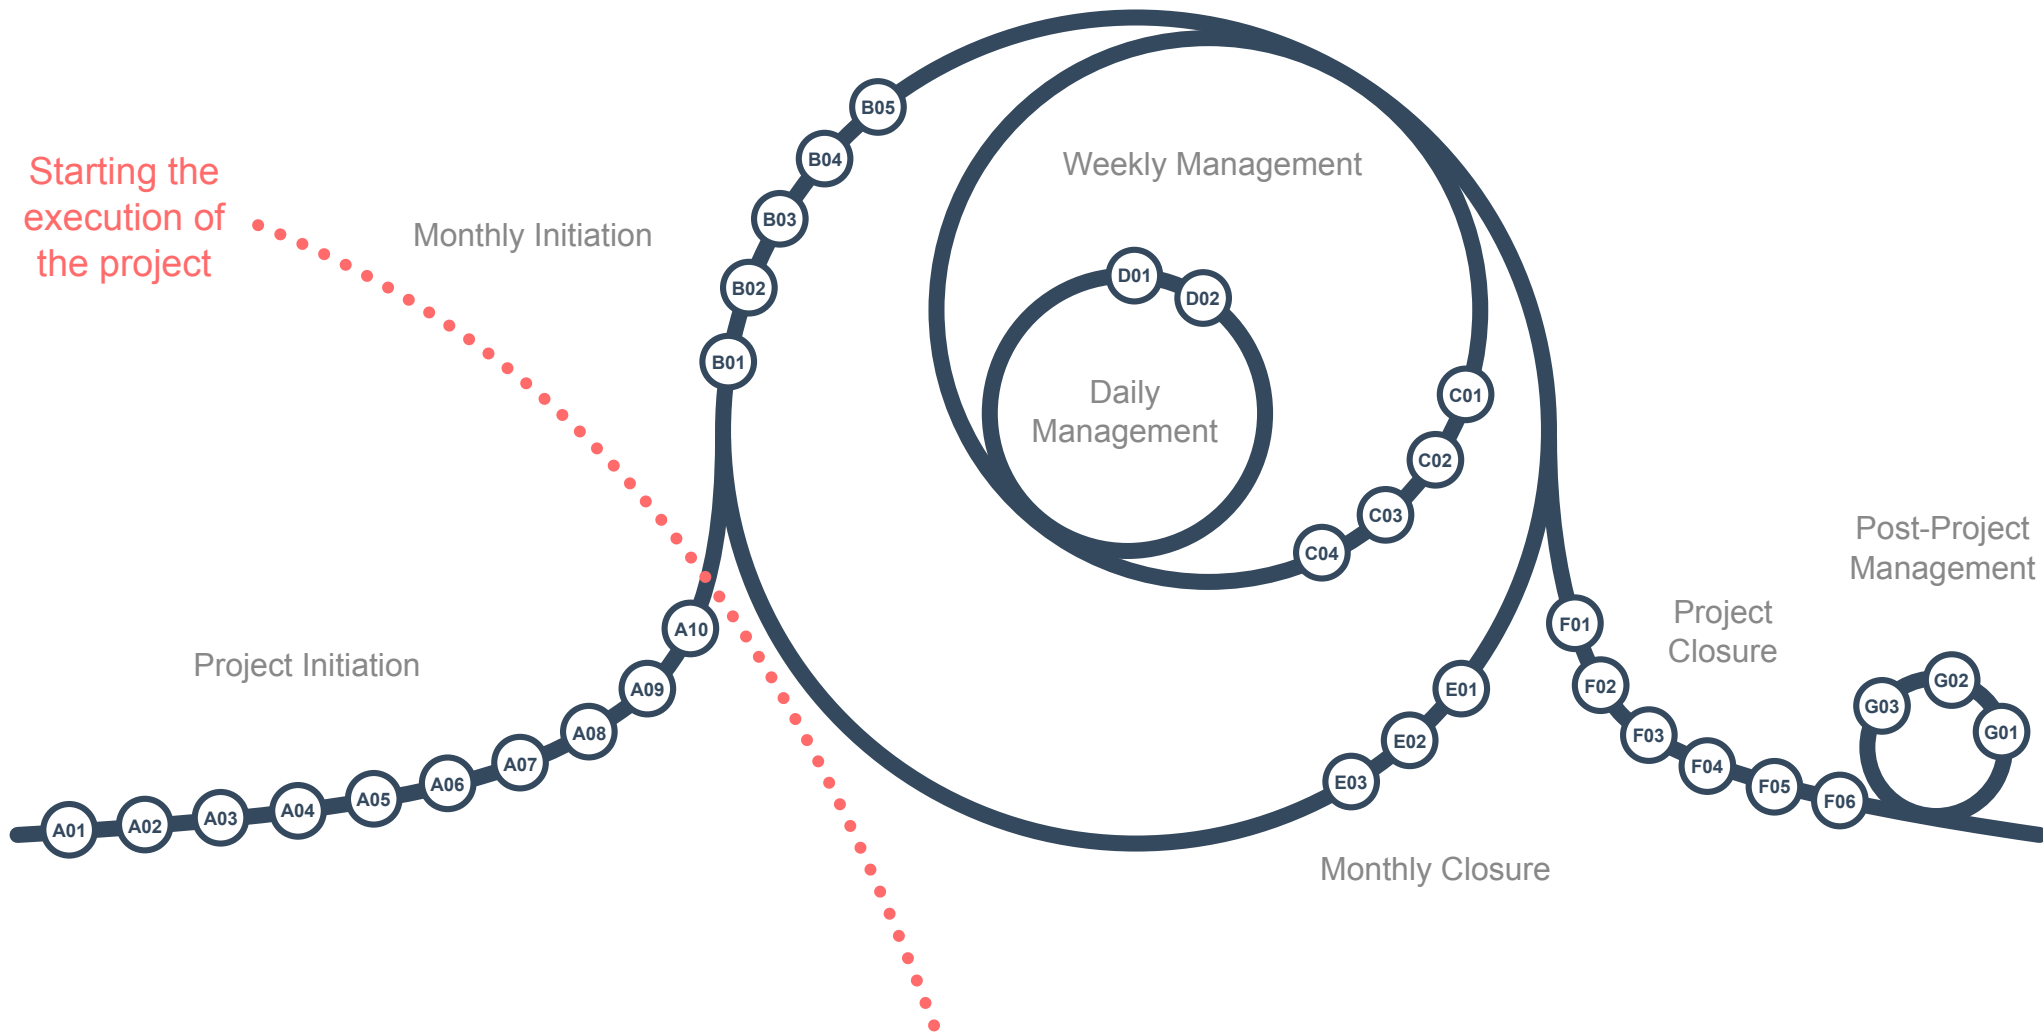 Starting the
execution of
the project
Monthly Initiation
Project Initiation
A01
A02
A03
A04
A05
A06
A07
A08
A09
A10
B01
B02
B03
B04
B05
Weekly Management
C01
C02
C03
C04
D01
D02
Daily
Management
E01
E02
E03
Monthly Closure
F01
F02
F03
F04
F05
F06
Project
Closure
Post-Project
Management
G01
G02
G03